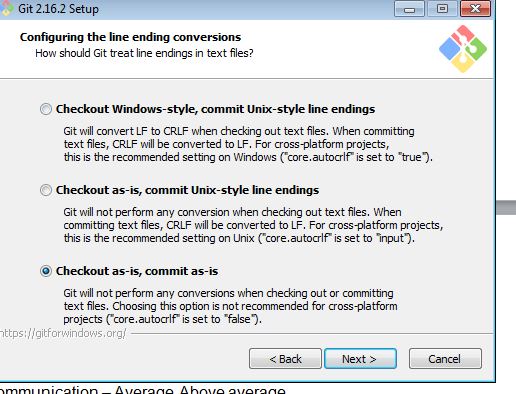 Git 2.16.2 Setup
Configuring the line ending conversions
How should Git treat line endings in text files?
Checkout Windows-style, commit Unix-style line endings
Git will convert LF to CRLF when checking out text files. When committing
text files, CRLF will be converted to LF. For cross-platform projects,
this is the recommended setting on Windows ("core.autocrlf" is set to "true").
Checkout as-is, commit Unix-style line endings
Git will not perform any conversion when checking out text files. When
committing text files, CRLF will be converted to LF. For cross-platform projects,
this is the recommended setting on Unix ("core.autocrlf" is set to "input").
Checkout as-is, commit as-is
Git will not perform any conversions when checking out or committing
text files. Choosing this option is not recommended for cross-platform
projects ("core.autocrlf" is set to "false").
https://gitforwindows.org/
< Back
Next >
Cancel
ommunication – Average Above average